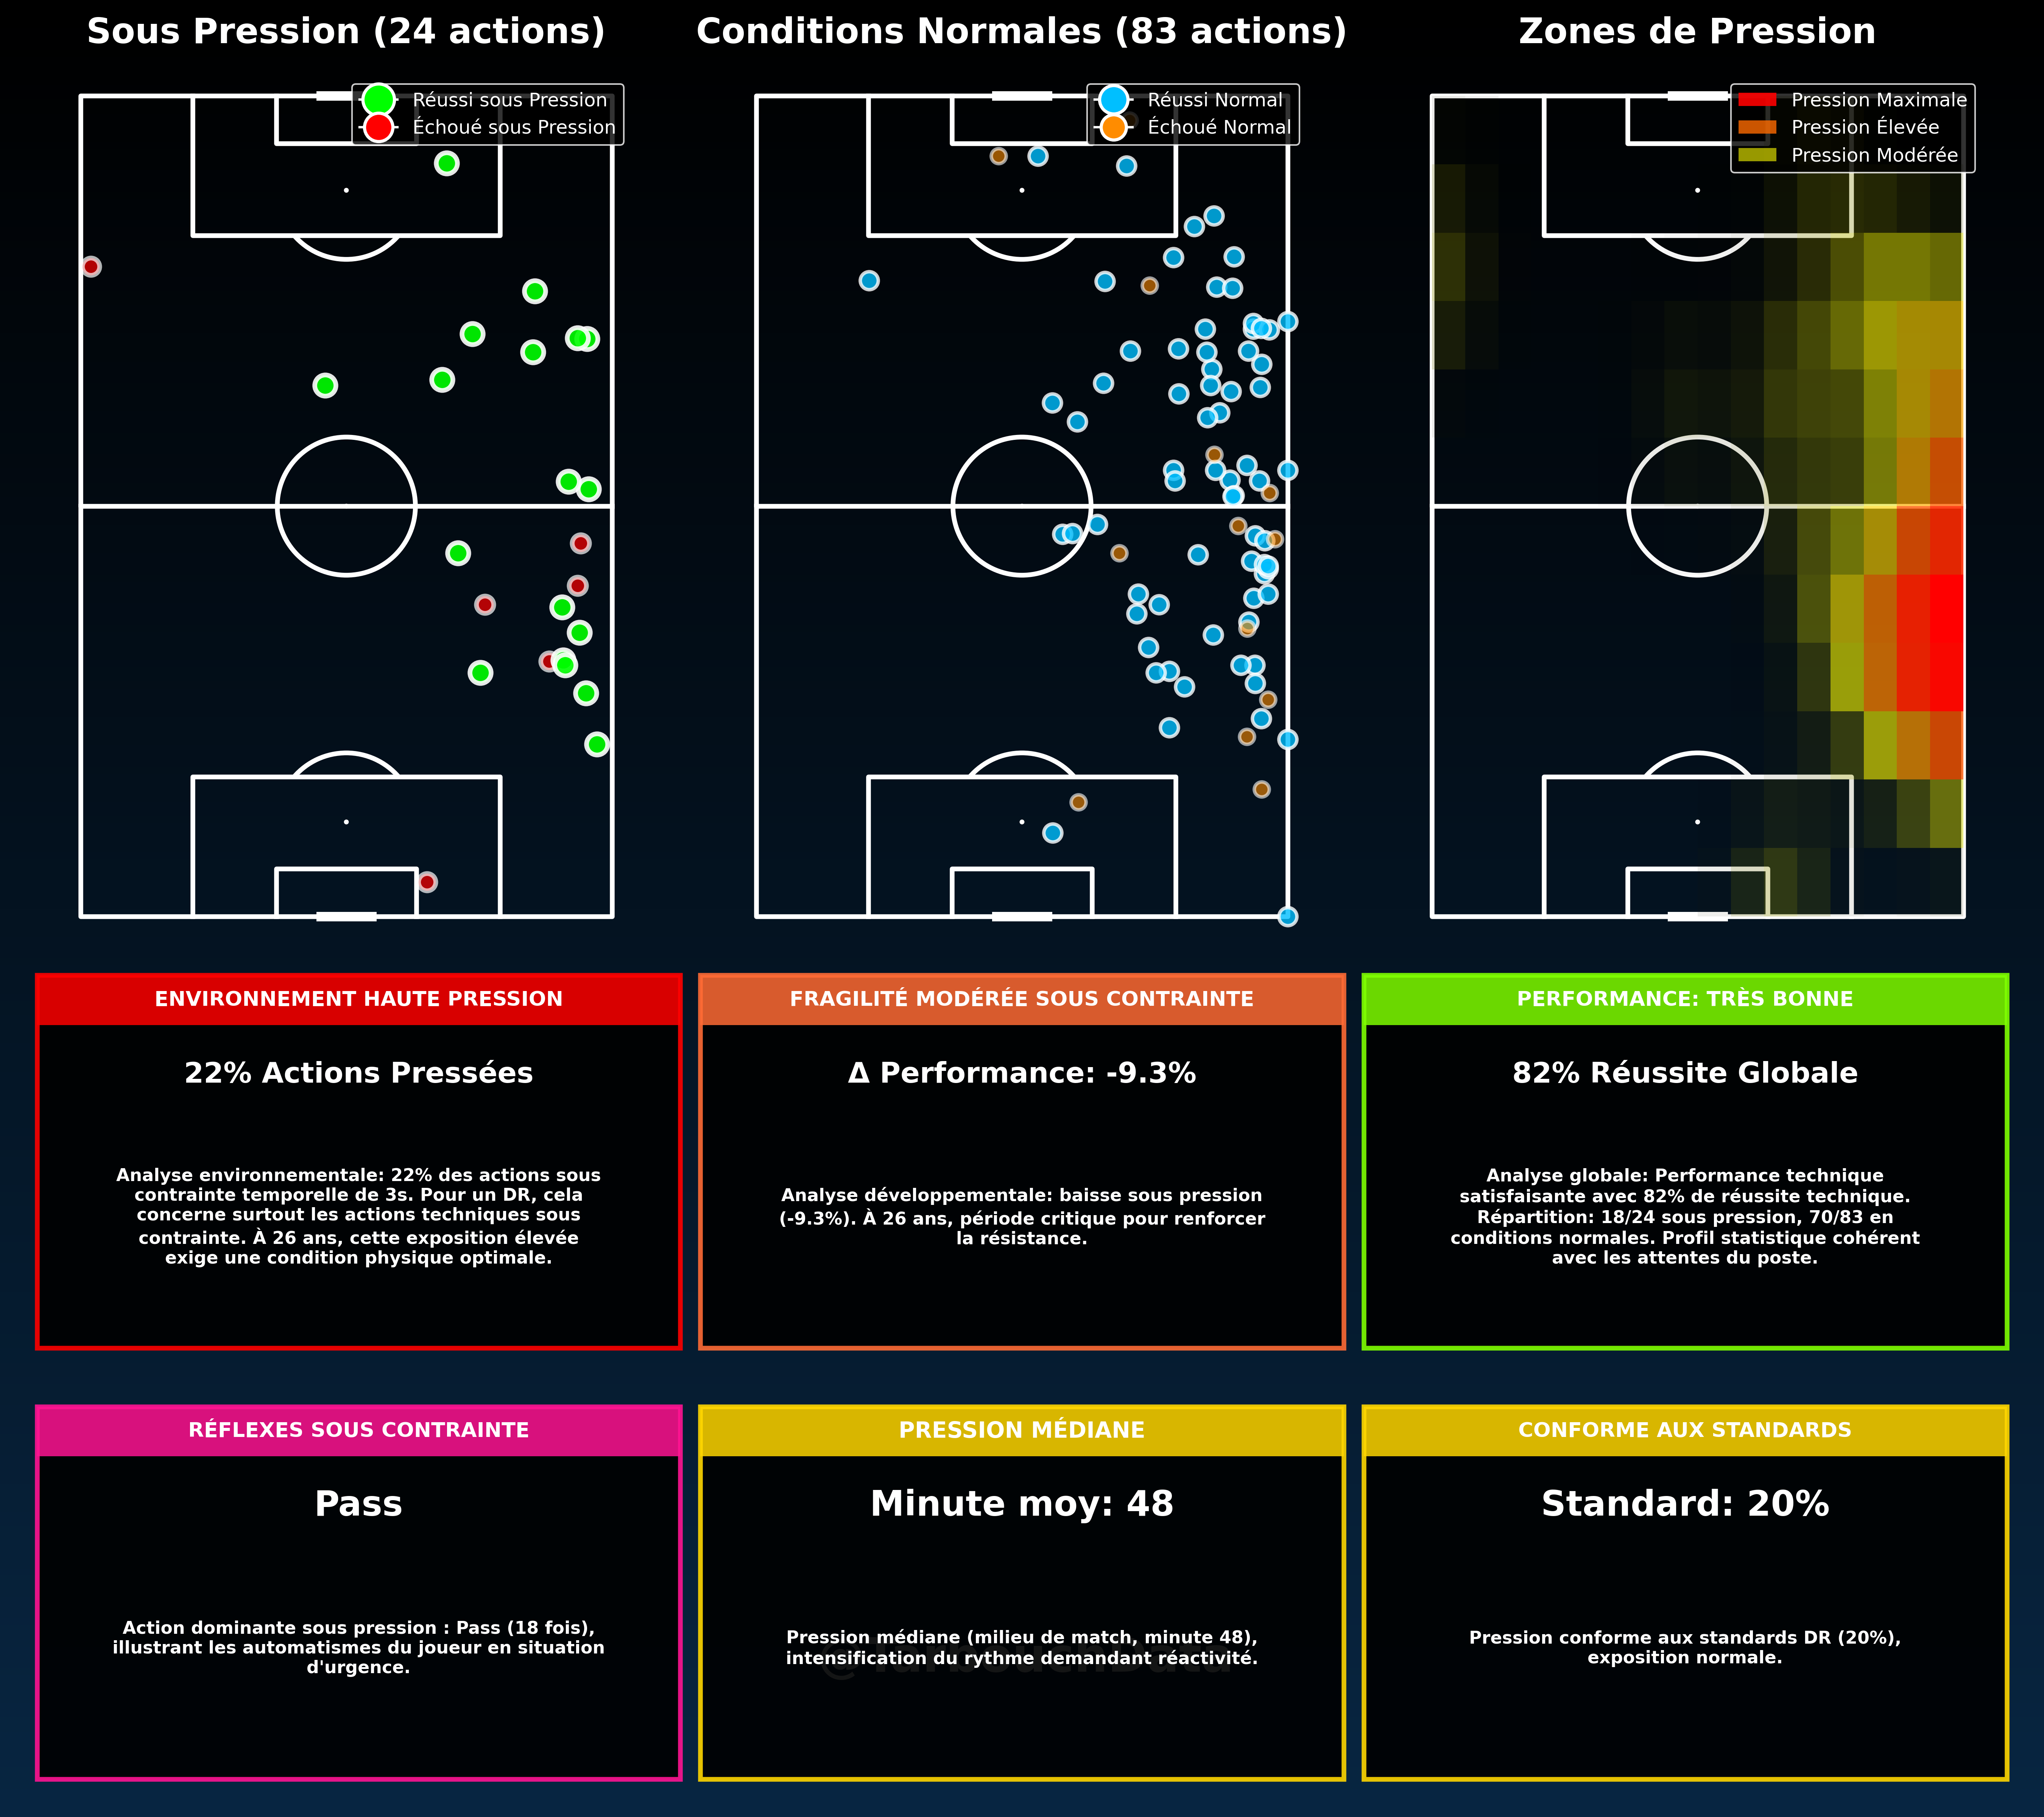 Sous Pression (24 actions)
Réussi sous Pression
Échoué sous Pression
Conditions Normales (83 actions)
Réussi Normal
Échoué Normal
Zones de Pression
Pression Maximale
Pression Élevée
Pression Modérée
ENVIRONNEMENT HAUTE PRESSION
22% Actions Pressées
Analyse environnementale: 22% des actions sous
contrainte temporelle de 3s. Pour un DR, cela
concerne surtout les actions techniques sous
contrainte. À 26 ans, cette exposition élevée
exige une condition physique optimale.
FRAGILITÉ MODÉRÉE SOUS CONTRAINTE
Δ Performance: -9.3%
Analyse développementale: baisse sous pression
(-9.3%). À 26 ans, période critique pour renforcer
la résistance.
PERFORMANCE: TRÈS BONNE
82% Réussite Globale
Analyse globale: Performance technique
satisfaisante avec 82% de réussite technique.
Répartition: 18/24 sous pression, 70/83 en
conditions normales. Profil statistique cohérent
avec les attentes du poste.
RÉFLEXES SOUS CONTRAINTE
Pass
Action dominante sous pression : Pass (18 fois),
illustrant les automatismes du joueur en situation
d'urgence.
PRESSION MÉDIANE
Minute moy: 48
Pression médiane (milieu de match, minute 48),
intensification du rythme demandant réactivité.
CONFORME AUX STANDARDS
Standard: 20%
Pression conforme aux standards DR (20%),
exposition normale.